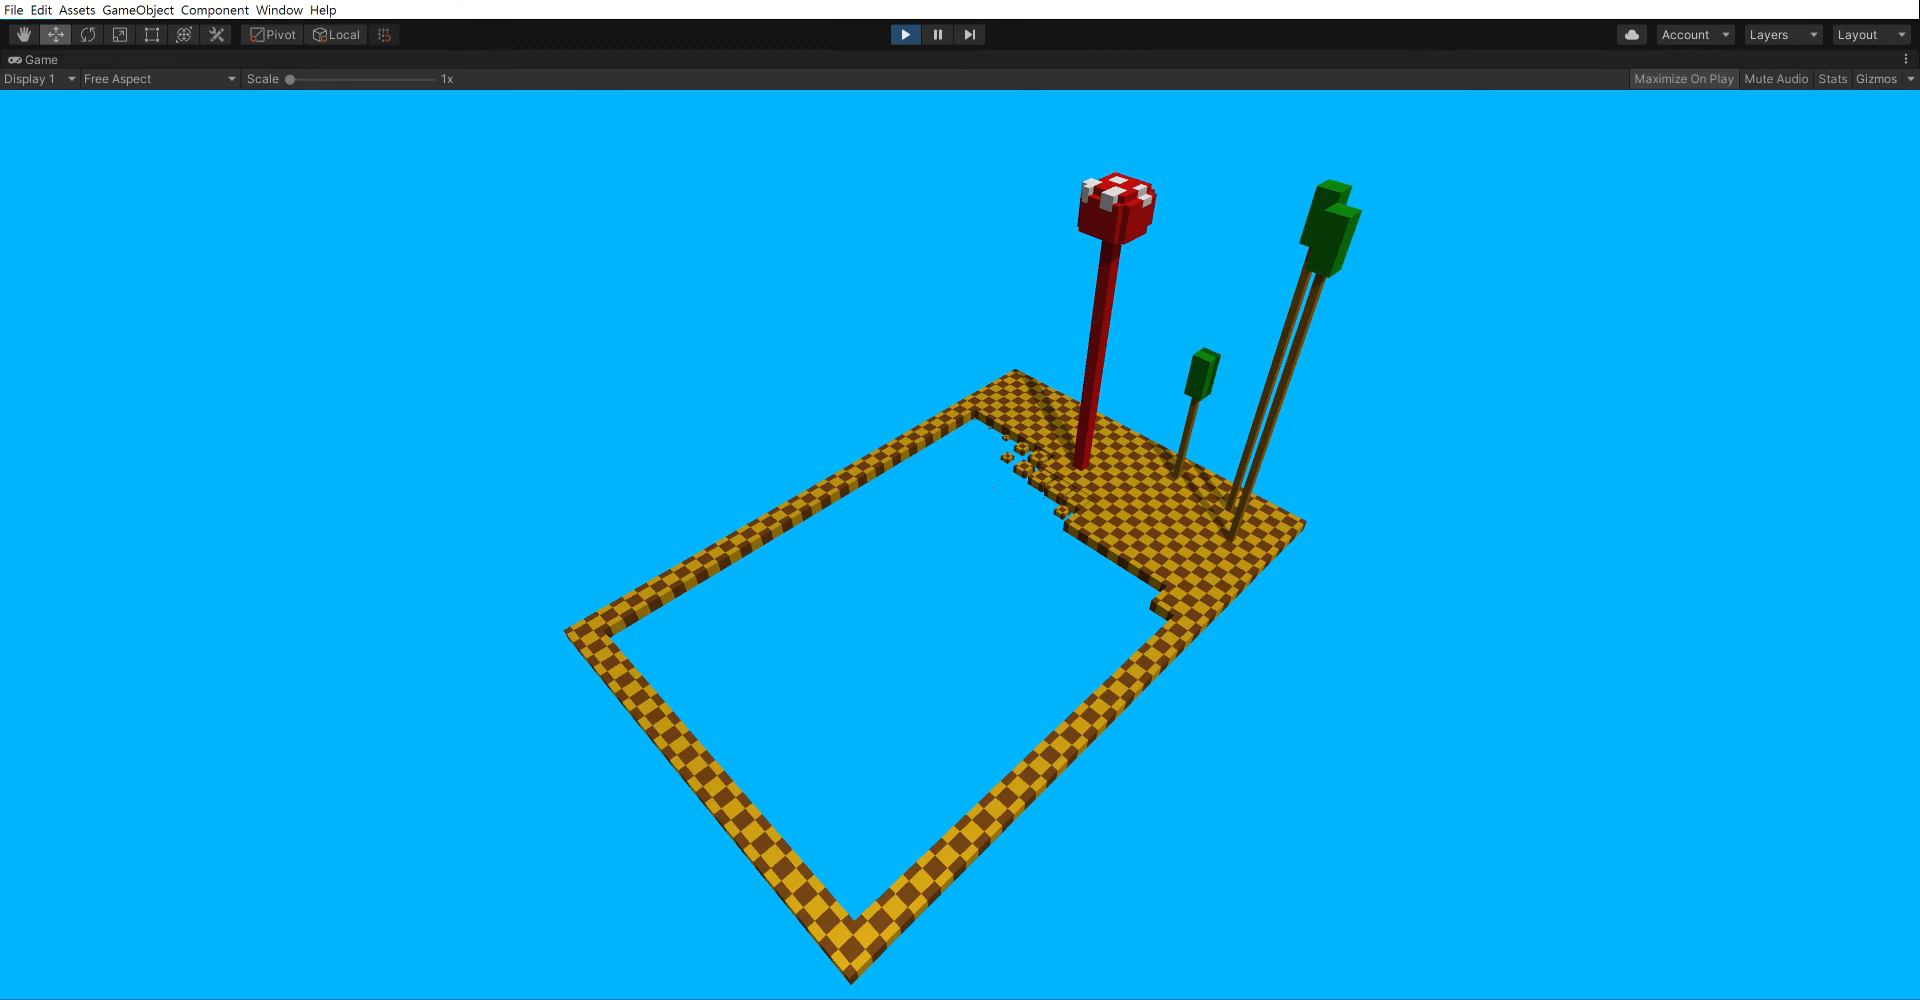 File Edit Assets GameObject Component Window Help
Pivot Local Account Layers Layout
Game
Display 1 Free Aspect Scale 1x Maximize On Play Mute Audio Stats Gizmos